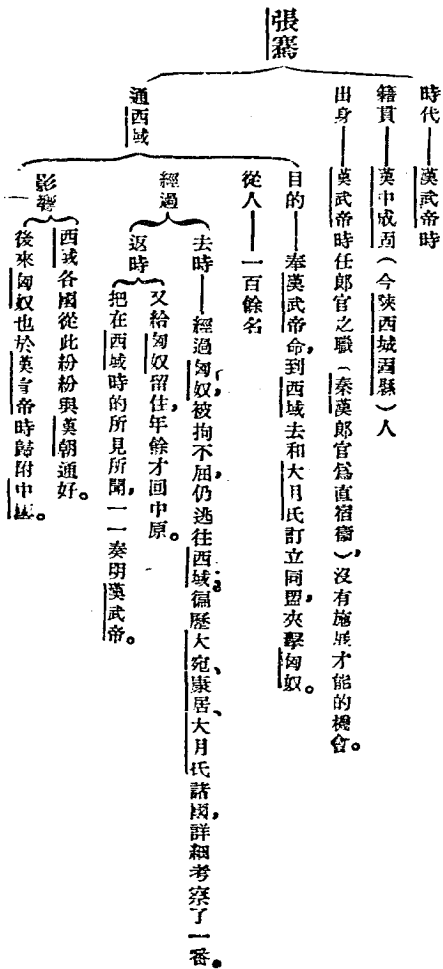 張騫
時代——漢武帝時
籍貫——漢中成固（今陝西城固縣）人
出身——漢武帝時任郎官之職（秦漢郎官爲直宿衞），沒有施展才能的機會。
通西域
目的——奉漢武帝命，到西域去和大月氏訂立同盟，夾擊匈奴。
從人——一百餘名
經過
去時——經過匈奴，被拘不屈，仍逃往西域；徧歷大宛、康居、大月氏諸國，詳細考察了一番。
返時
又給匈奴留住，年餘才回中原。
把在西域時的所見所聞，一一奏明漢武帝。
影響
西域各國從此紛紛與漢朝通好。
後來匈奴也於漢宣帝時歸附中國。